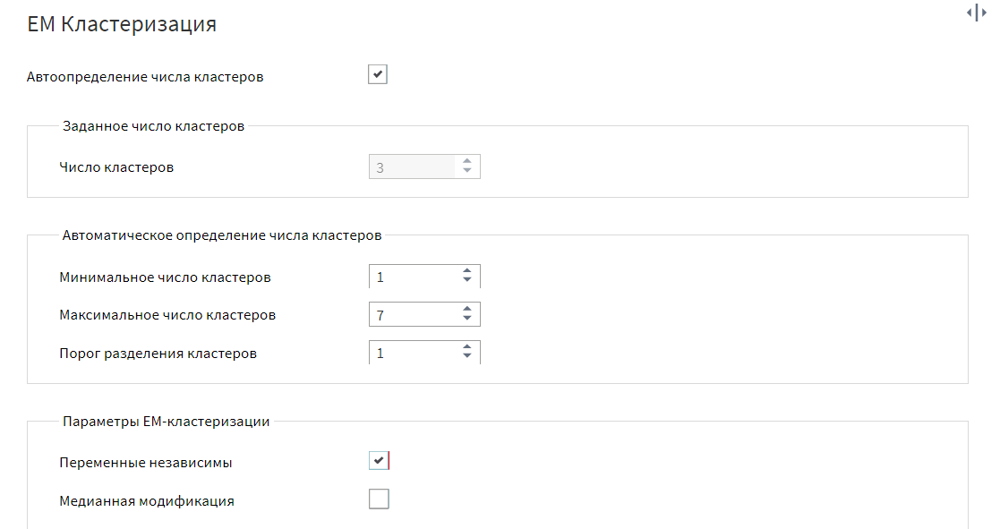 EM Кластеризация
Автоопределение числа кластеров
Заданное число кластеров
Число кластеров 3
Автоматическое определение числа кластеров
Минимальное число кластеров 1
Максимальное число кластеров 7
Порог разделения кластеров 1
Параметры EM-кластеризации
Переменные независимы
Медианная модификация